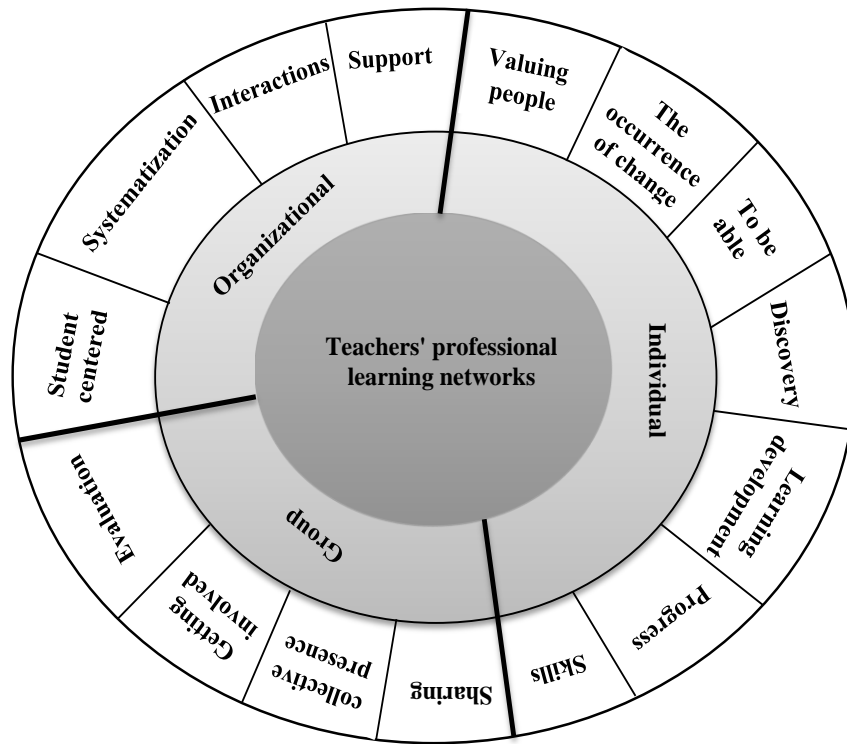 Teachers' professional
learning networks
Organizational
Individual
Group
Support
Interactions
Systematization
Student
centered
Valuing
people
The
occurrence
of change
To be
able
Discovery
Learning
development
Progress
Skills
Sharing
collective
presence
Getting
involved
Evaluation